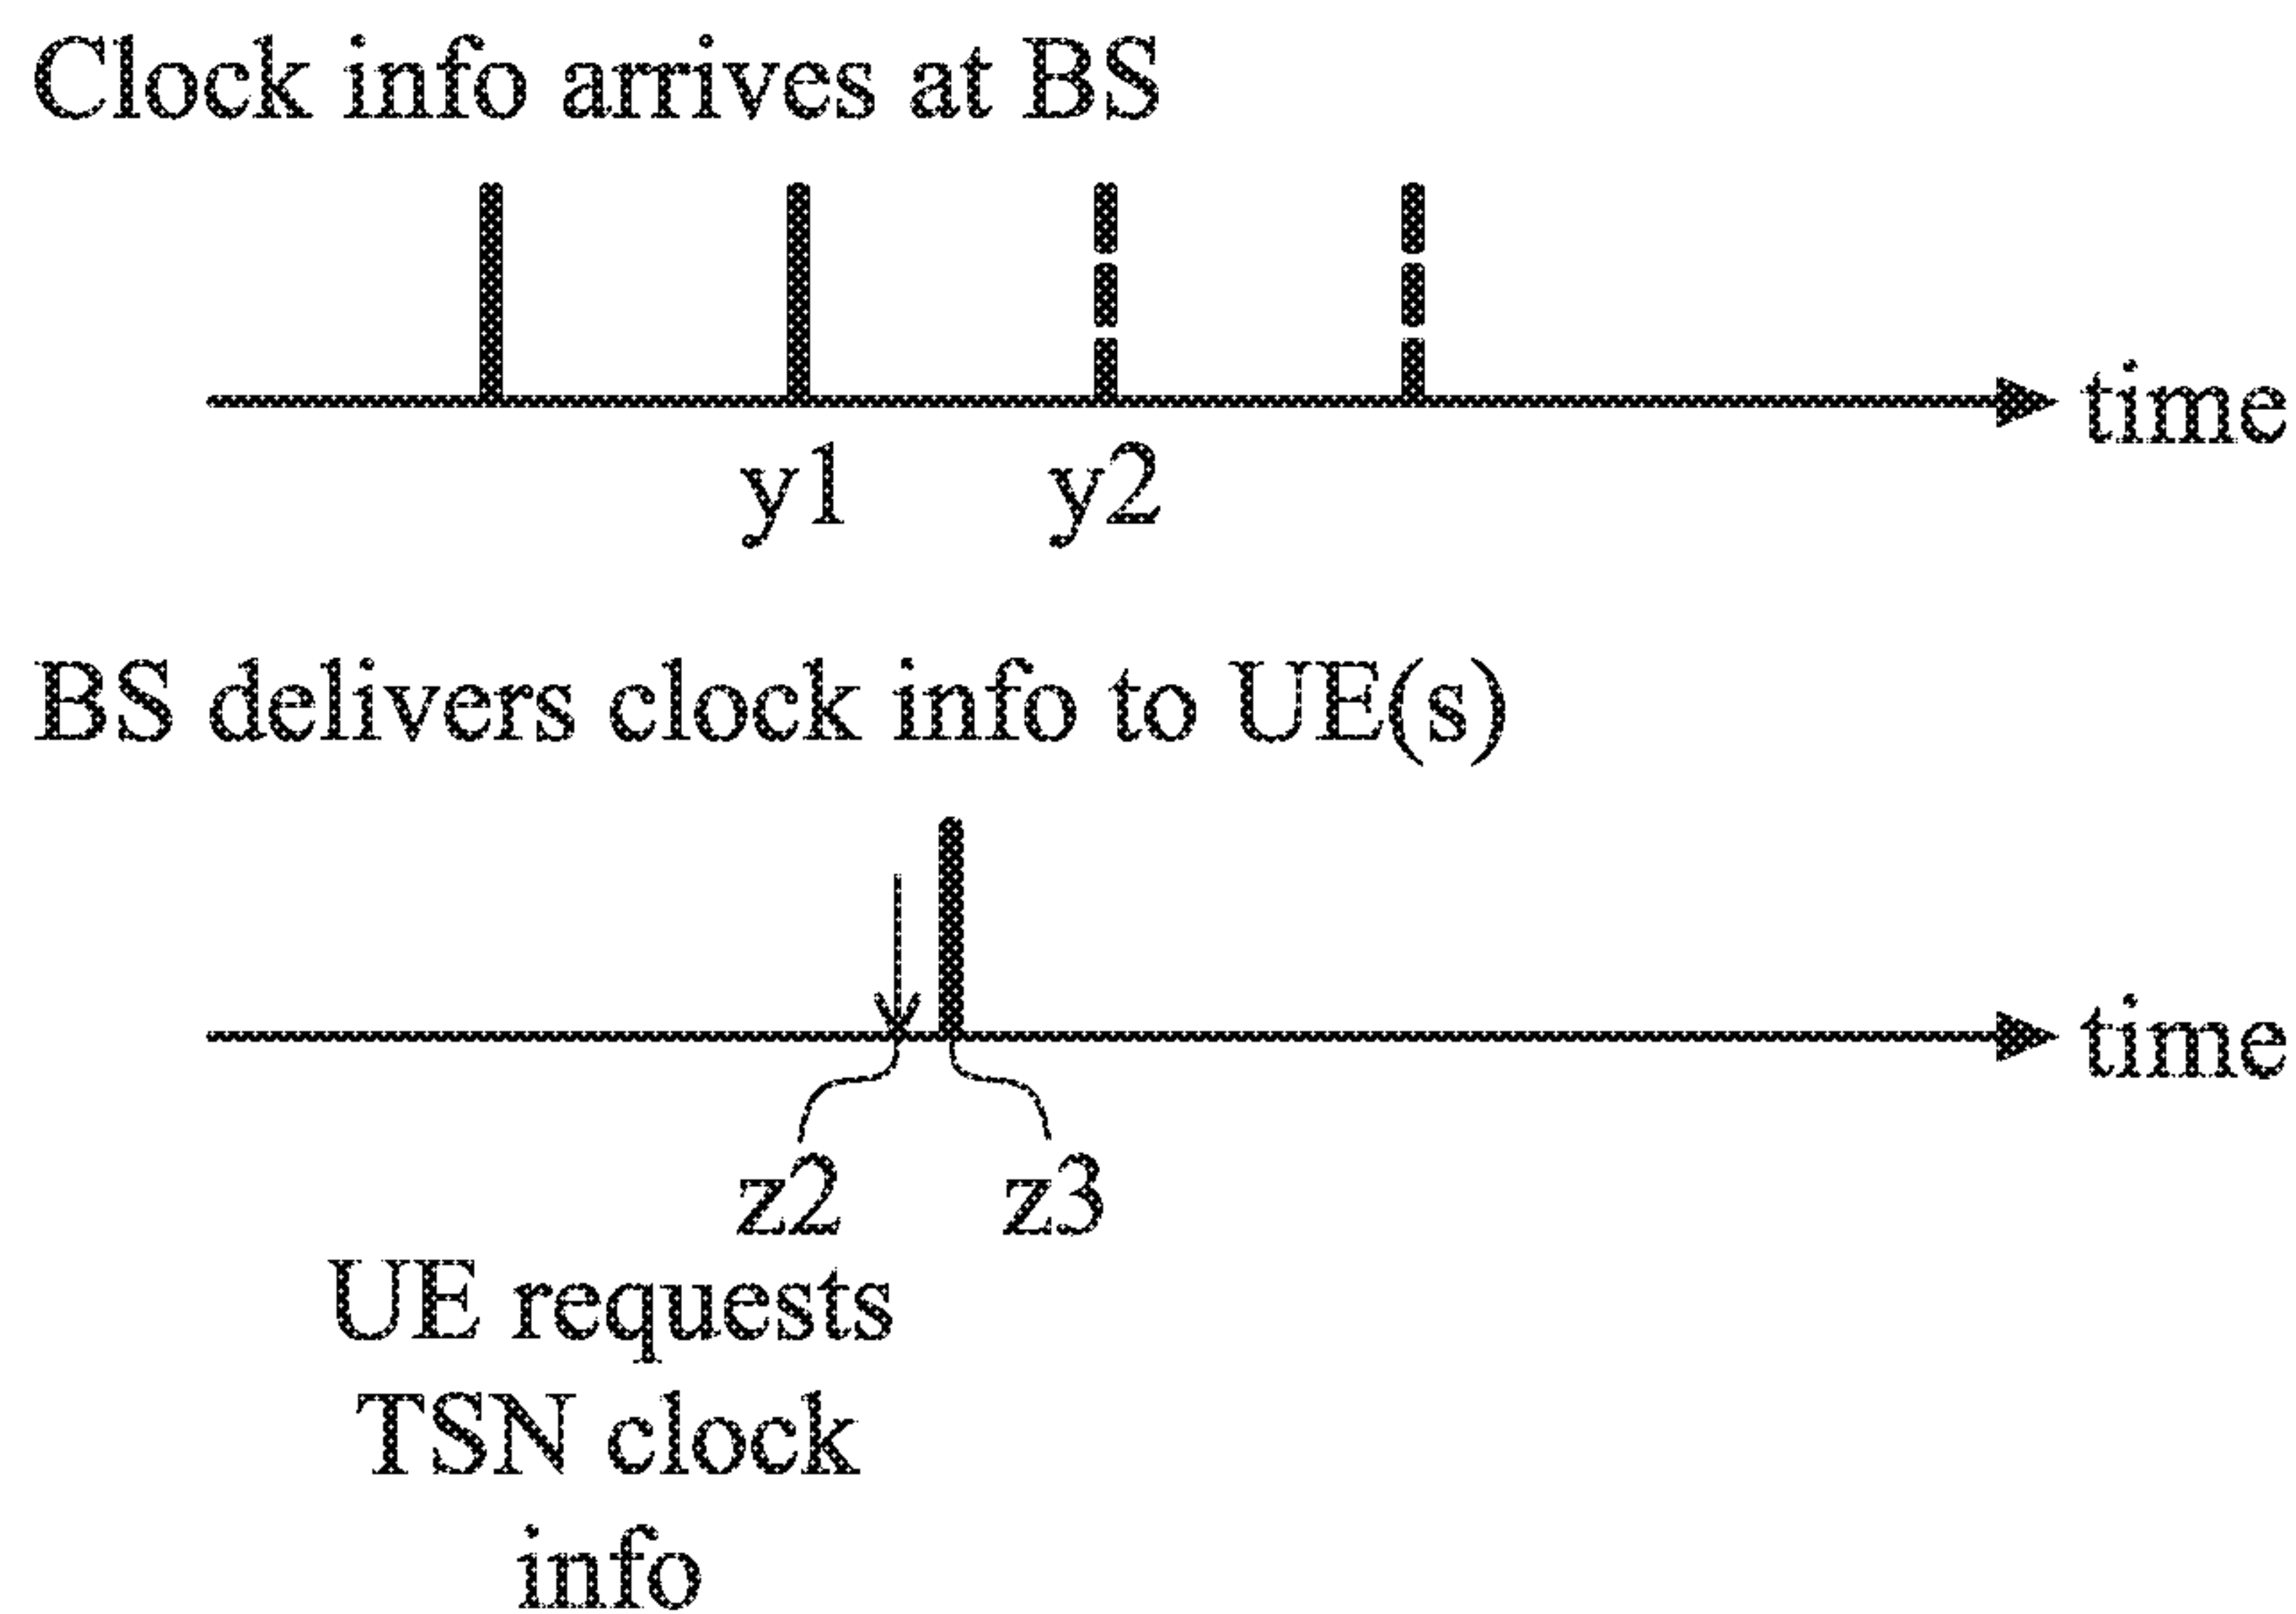 Clock info arrives at BS
time
y1 y2
BS delivers clock info to UE(s)
time
z2 z3
UE requests
TSN clock
info